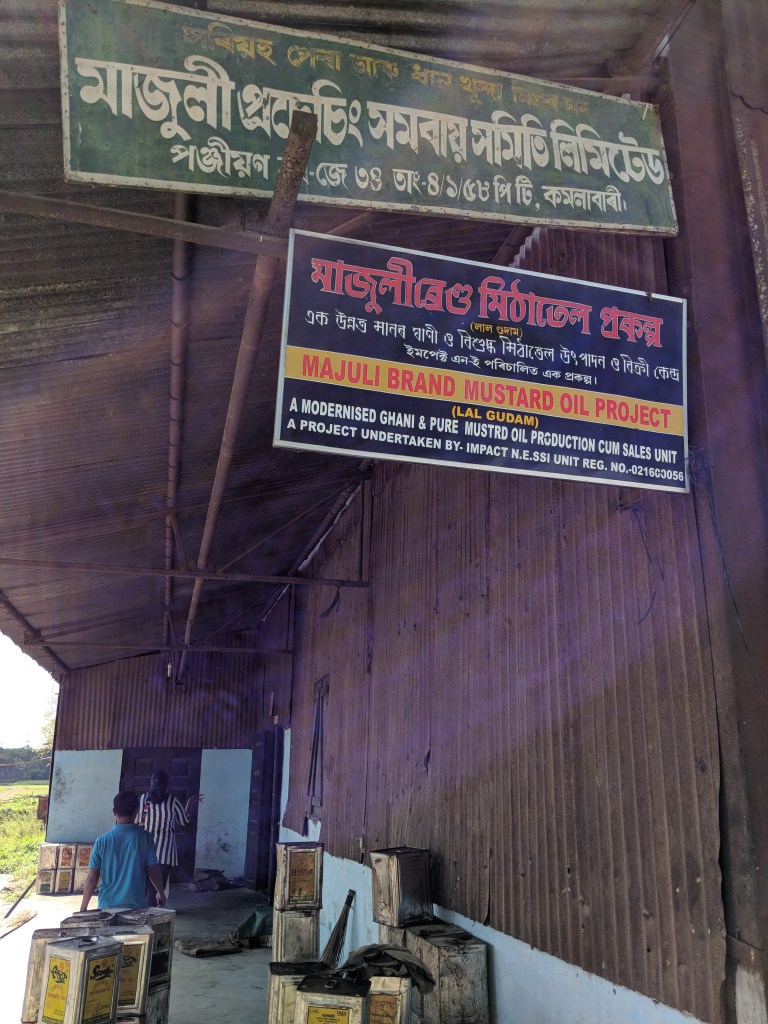 মাজুলী প্ৰচেচিং সমবায় সমিতি লিমিটেড
পঞ্জীয়ণ নং-জে ৩৪ তাং-৪/১/৫৮ পি টি, কমলাবাৰী।
মাজুলীব্ৰেণ্ড মিঠাতেল প্ৰকল্প
(লাল গুদাম)
এক উন্নত মানৰ ঘাণী ও বিশুদ্ধ মিঠাতেল উৎপাদন ও বিক্ৰী কেন্দ্ৰ
ইমপেক্ট এন-ই পৰিচালিত এক প্ৰকল্প।
MAJULI BRAND MUSTARD OIL PROJECT
(LAL GUDAM)
A MODERNISED GHANI & PURE MUSTRD OIL PRODUCTION CUM SALES UNIT
A PROJECT UNDERTAKEN BY- IMPACT N.E.SSI UNIT REG. NO.-021600056